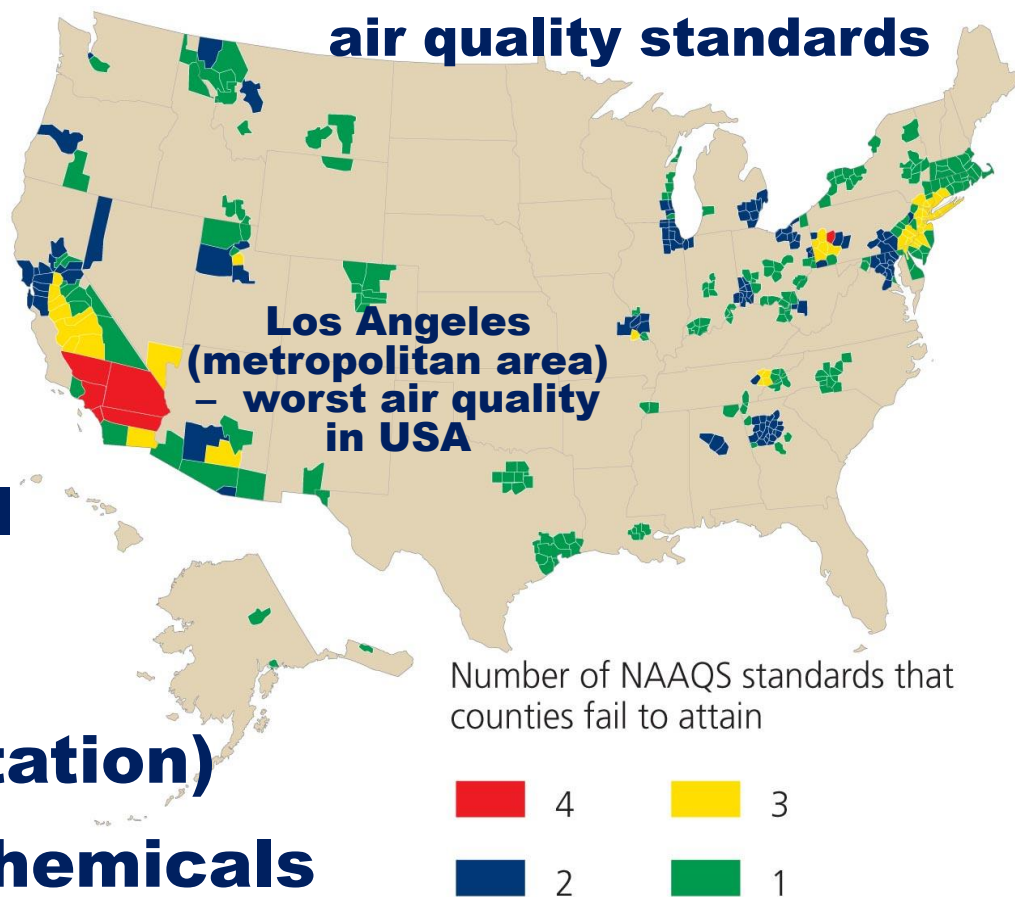 air quality standards
Los Angeles
(metropolitan area)
– worst air quality
in USA
Number of NAAQS standards that
counties fail to attain
tation)
hemicals
4
3
2
1